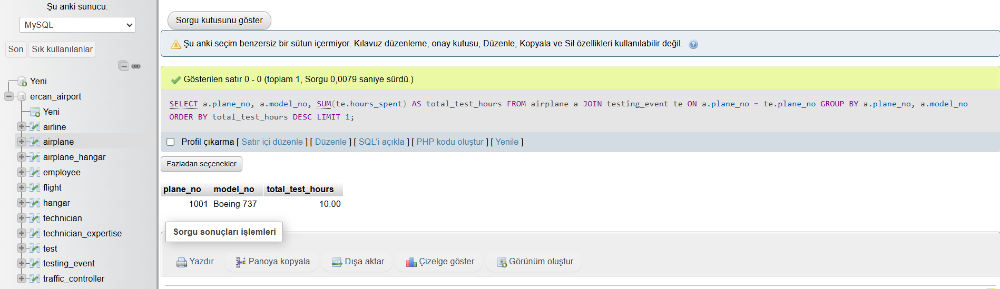 Şu anki sunucu:
MySQL
Son
Sık kullanılanlar
Yeni
ercan_airport
Yeni
airline
airplane
airplane_hangar
employee
flight
hangar
technician
technician_expertise
test
testing_event
traffic_controller
Sorgu kutusunu göster
Şu anki seçim benzersiz bir sütun içermiyor. Kılavuz düzenleme, onay kutusu, Düzenle, Kopyala ve Sil özellikleri kullanılabilir değil.
Gösterilen satır 0 - 0 (toplam 1, Sorgu 0,0079 saniye sürdü.)
SELECT a.plane_no, a.model_no, SUM(te.hours_spent) AS total_test_hours FROM airplane a JOIN testing_event te ON a.plane_no = te.plane_no GROUP BY a.plane_no, a.model_no
ORDER BY total_test_hours DESC LIMIT 1;
Profil çıkarma [ Satır içi düzenle ] [ Düzenle ] [ SQL'i açıkla ] [ PHP kodu oluştur ] [ Yenile ]
Fazladan seçenekler
plane_no model_no total_test_hours
1001 Boeing 737 10.00
Sorgu sonuçları işlemleri
Yazdır Panoya kopyala Dışa aktar Çizelge göster Görünüm oluştur